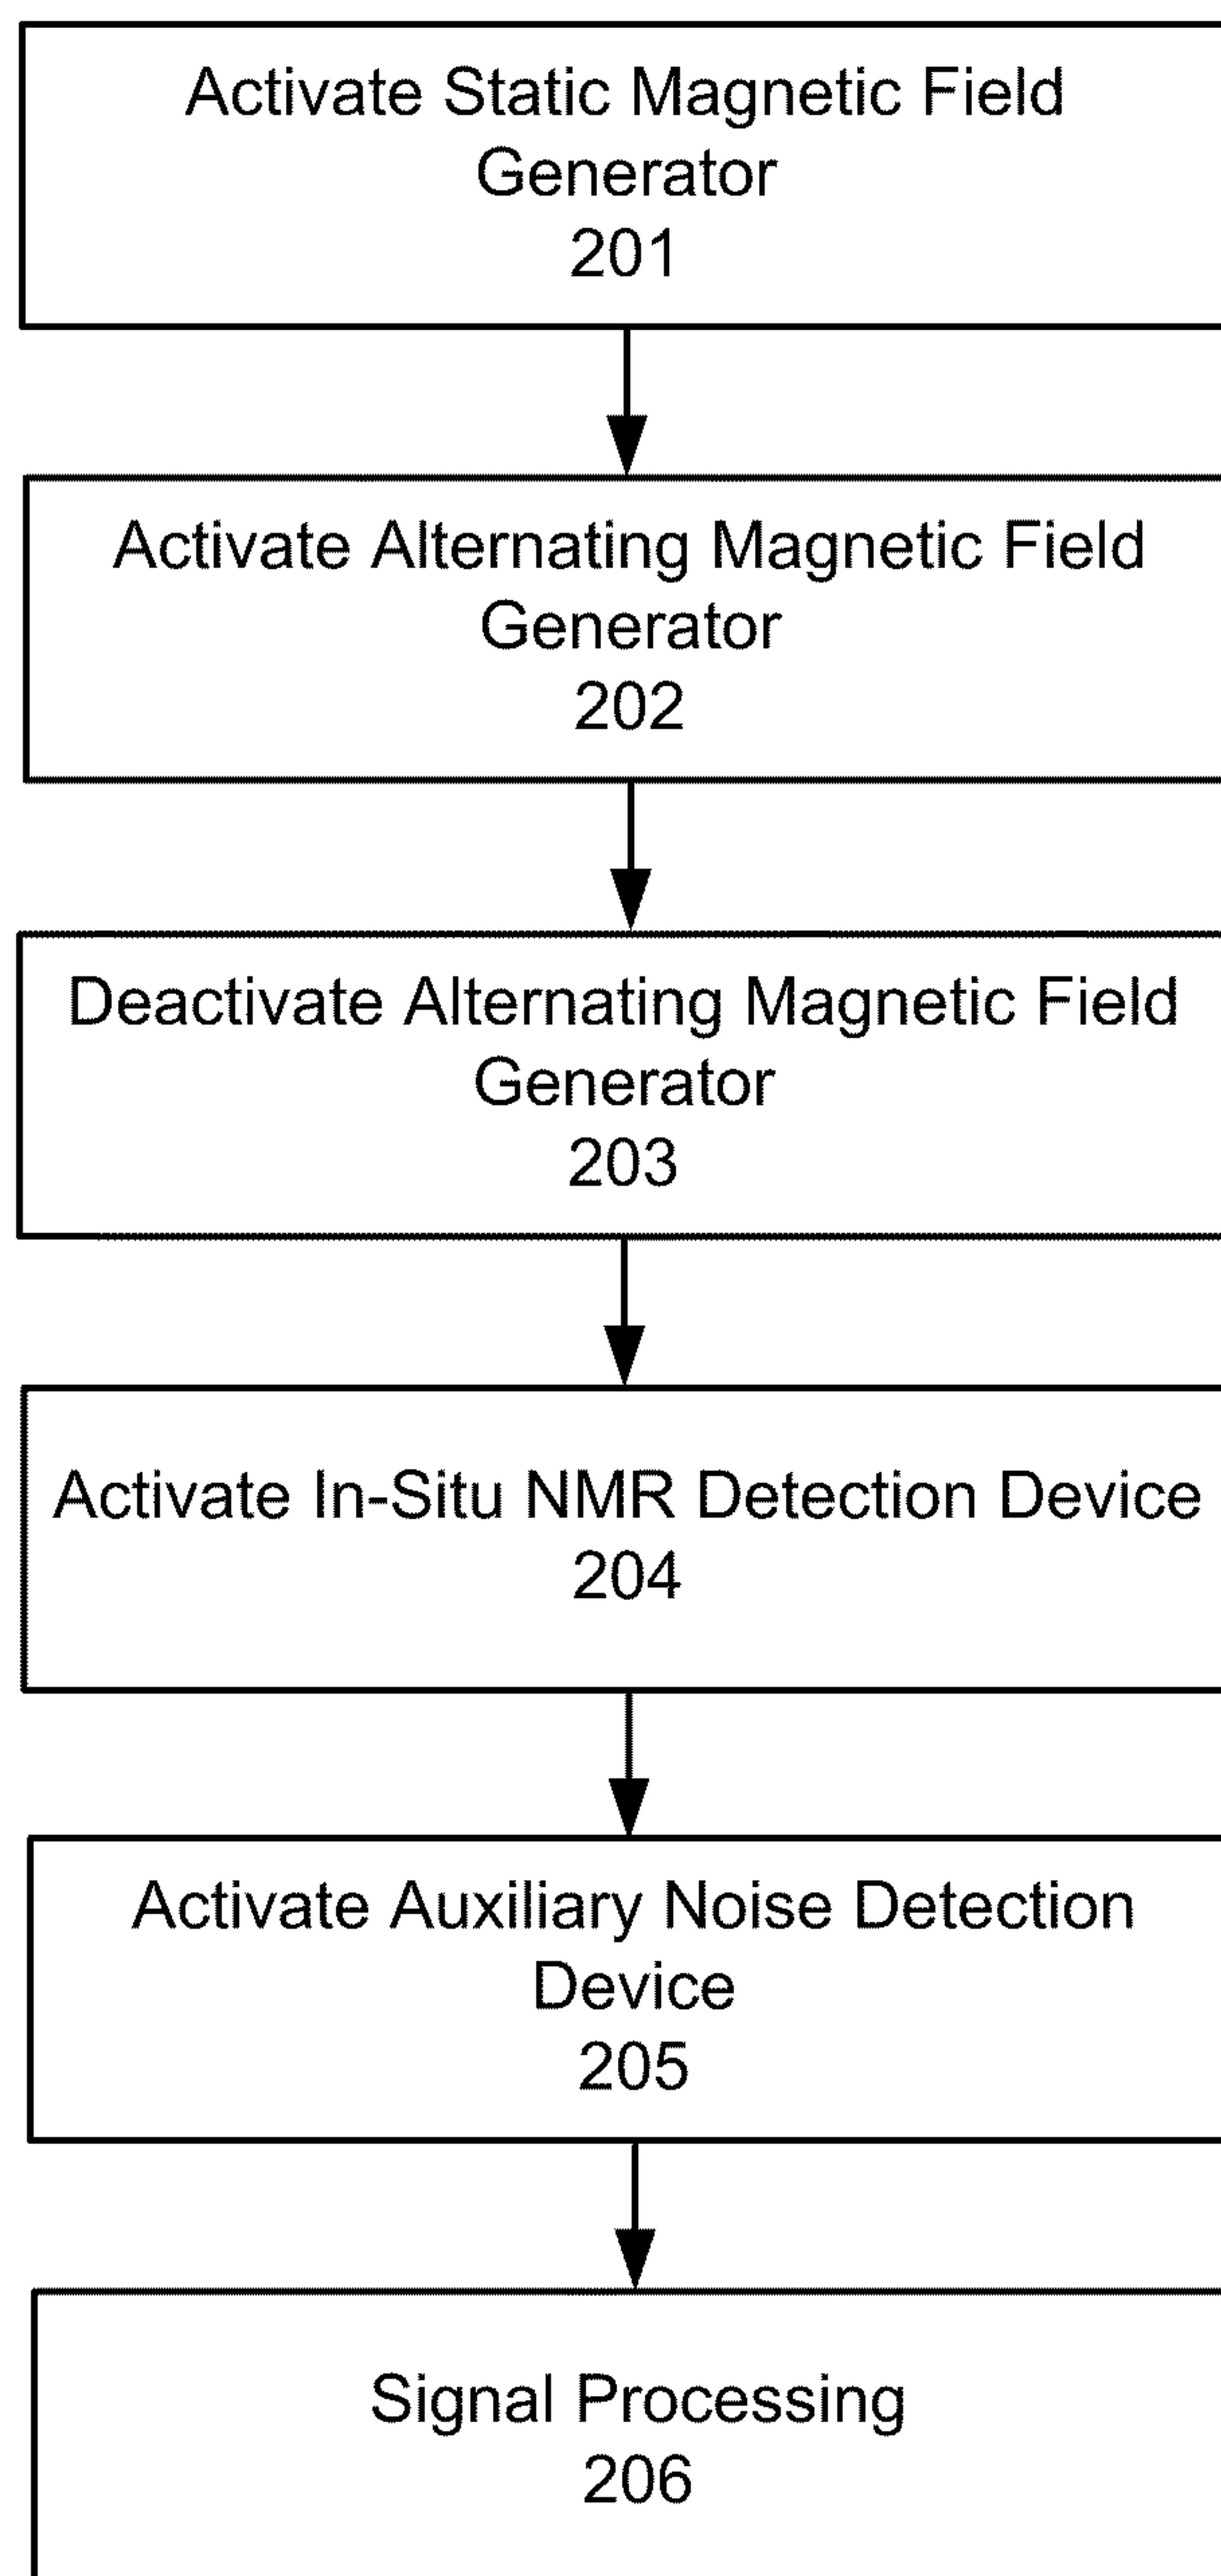 Activate Static Magnetic Field
Generator
201
Activate Alternating Magnetic Field
Generator
202
Deactivate Alternating Magnetic Field
Generator
203
Activate In-Situ NMR Detection Device
204
Activate Auxiliary Noise Detection
Device
205
Signal Processing
206